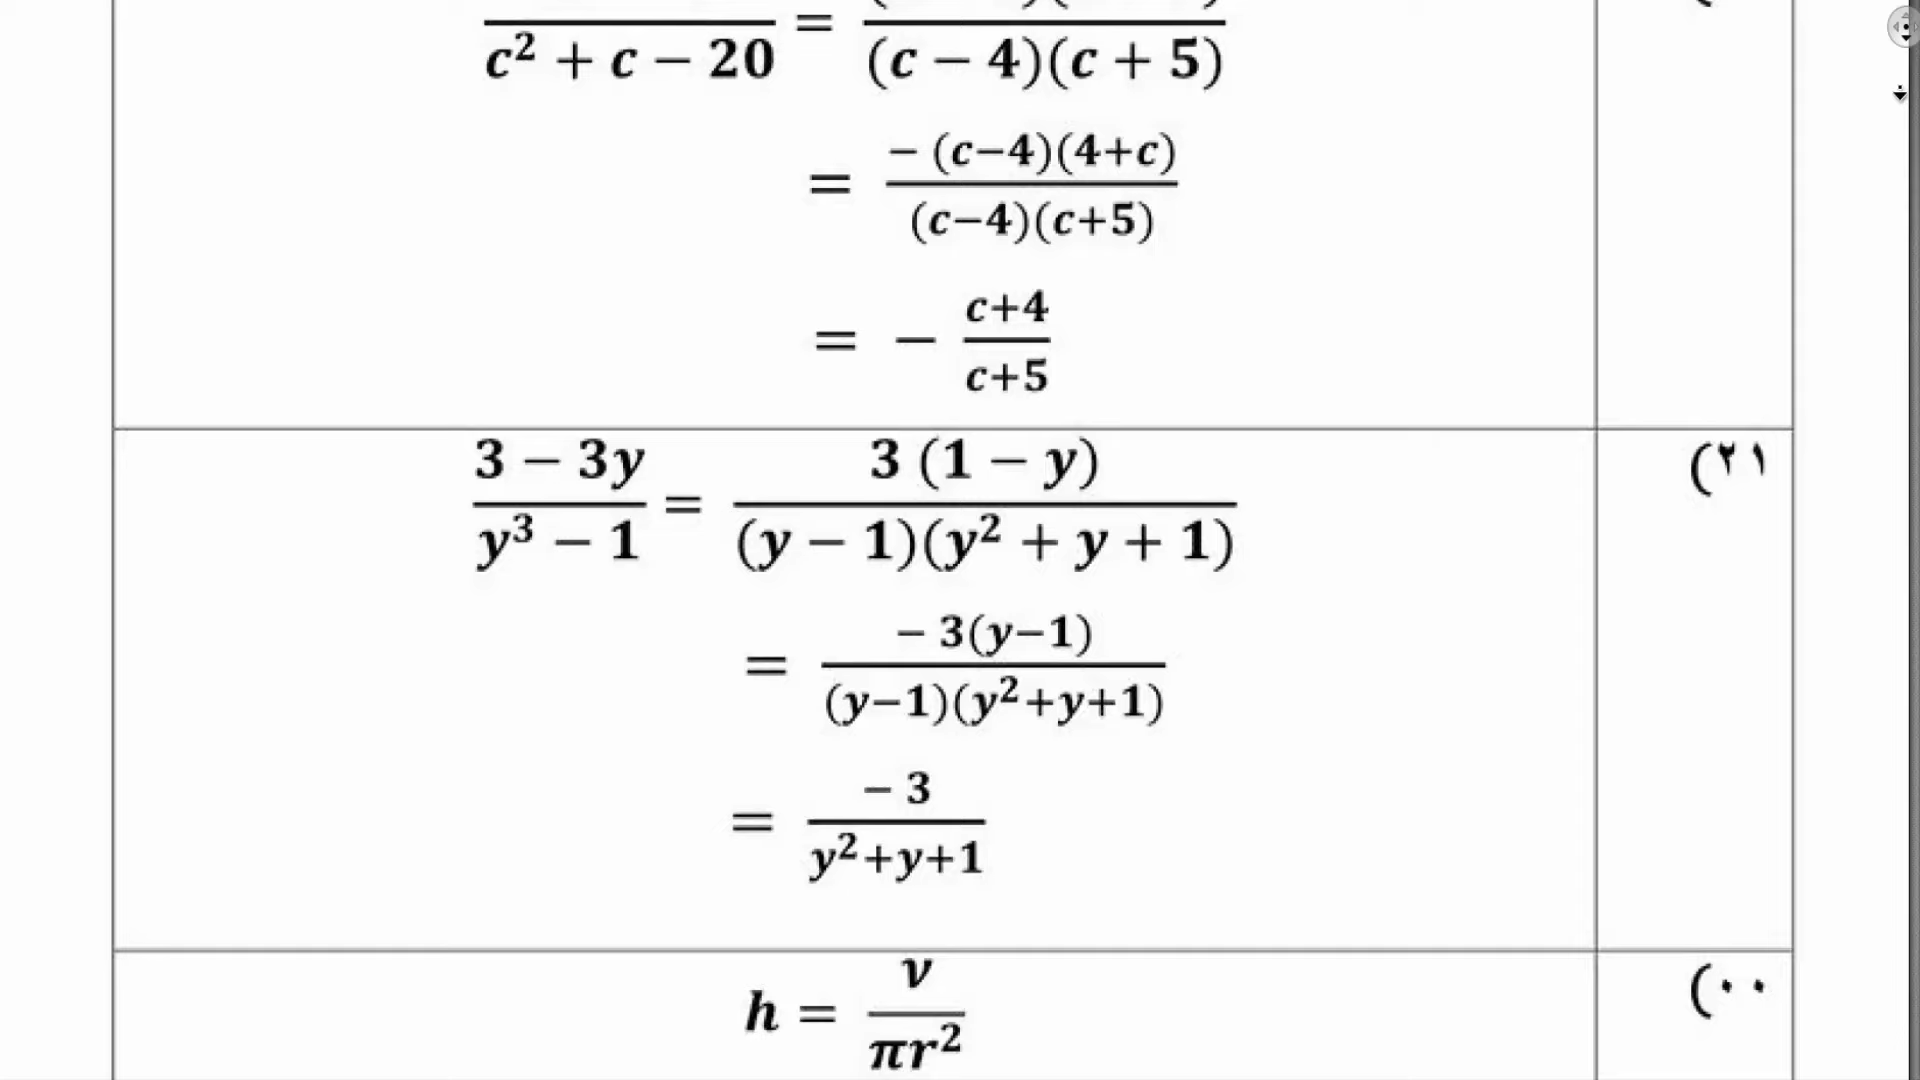 c² + c − 20 = (c − 4)(c + 5)
= − (c−4)(4+c) / (c−4)(c+5)
= − c+4 / c+5
(٢١
3 − 3y / y³ − 1 = 3 (1 − y) / (y − 1)(y² + y + 1)
= − 3(y−1) / (y−1)(y²+y+1)
= − 3 / y²+y+1
h = v / πr²